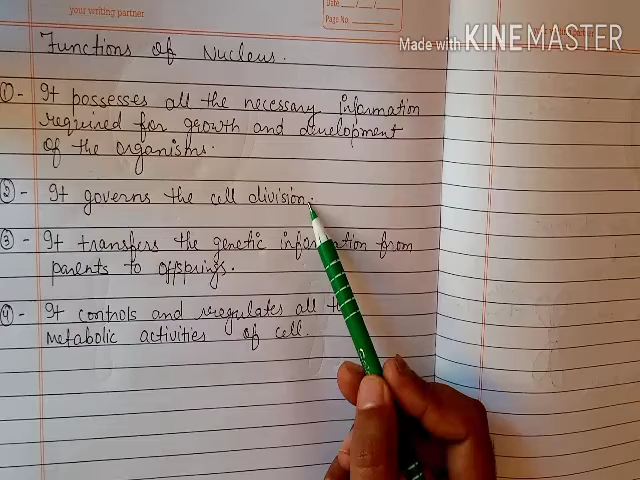 your writing partner
Date / /
Page No
Made with KINEMASTER
Functions of Nucleus.
① - It possesses all the necessary information
required for growth and development
of the organisms.
② - It governs the cell division.
③ - It transfers the genetic information from
parents to offsprings.
④ - It controls and regulates all
metabolic activities of cell.